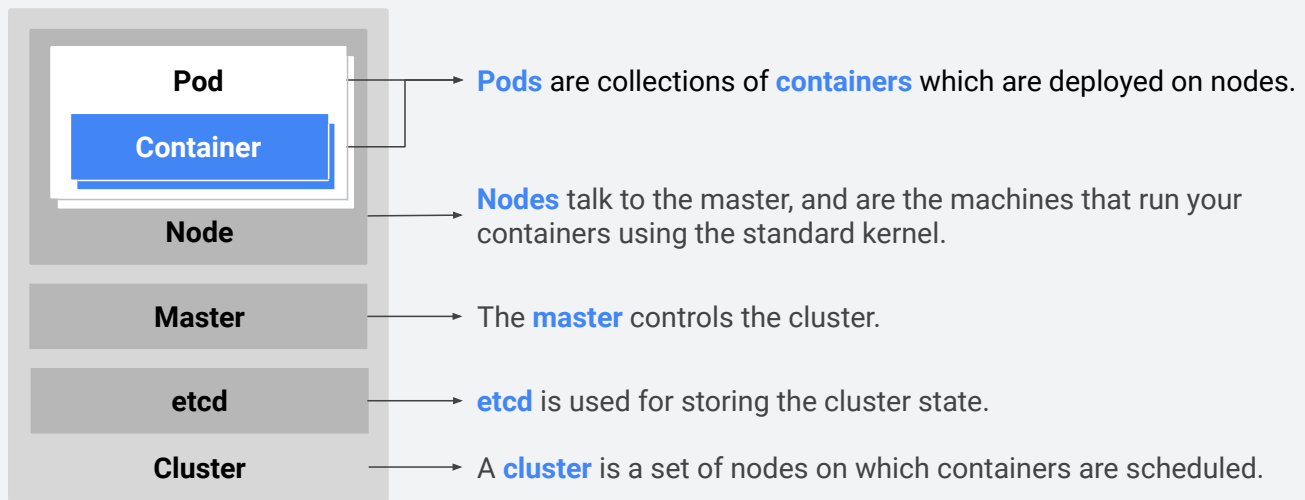 Pod
Container
Node
Master
etcd
Cluster
Pods are collections of containers which are deployed on nodes.
Nodes talk to the master, and are the machines that run your
containers using the standard kernel.
The master controls the cluster.
etcd is used for storing the cluster state.
A cluster is a set of nodes on which containers are scheduled.